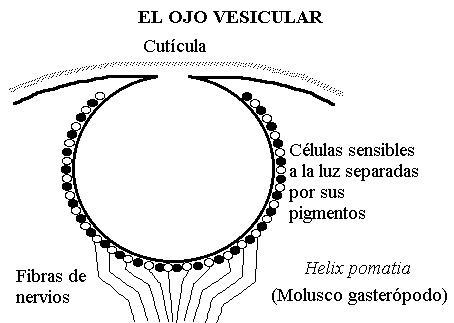 EL OJO VESICULAR
Cutícula
Células sensibles
a la luz separadas
por sus
pigmentos
Fibras de
nervios
Helix pomatia
(Molusco gasterópodo)